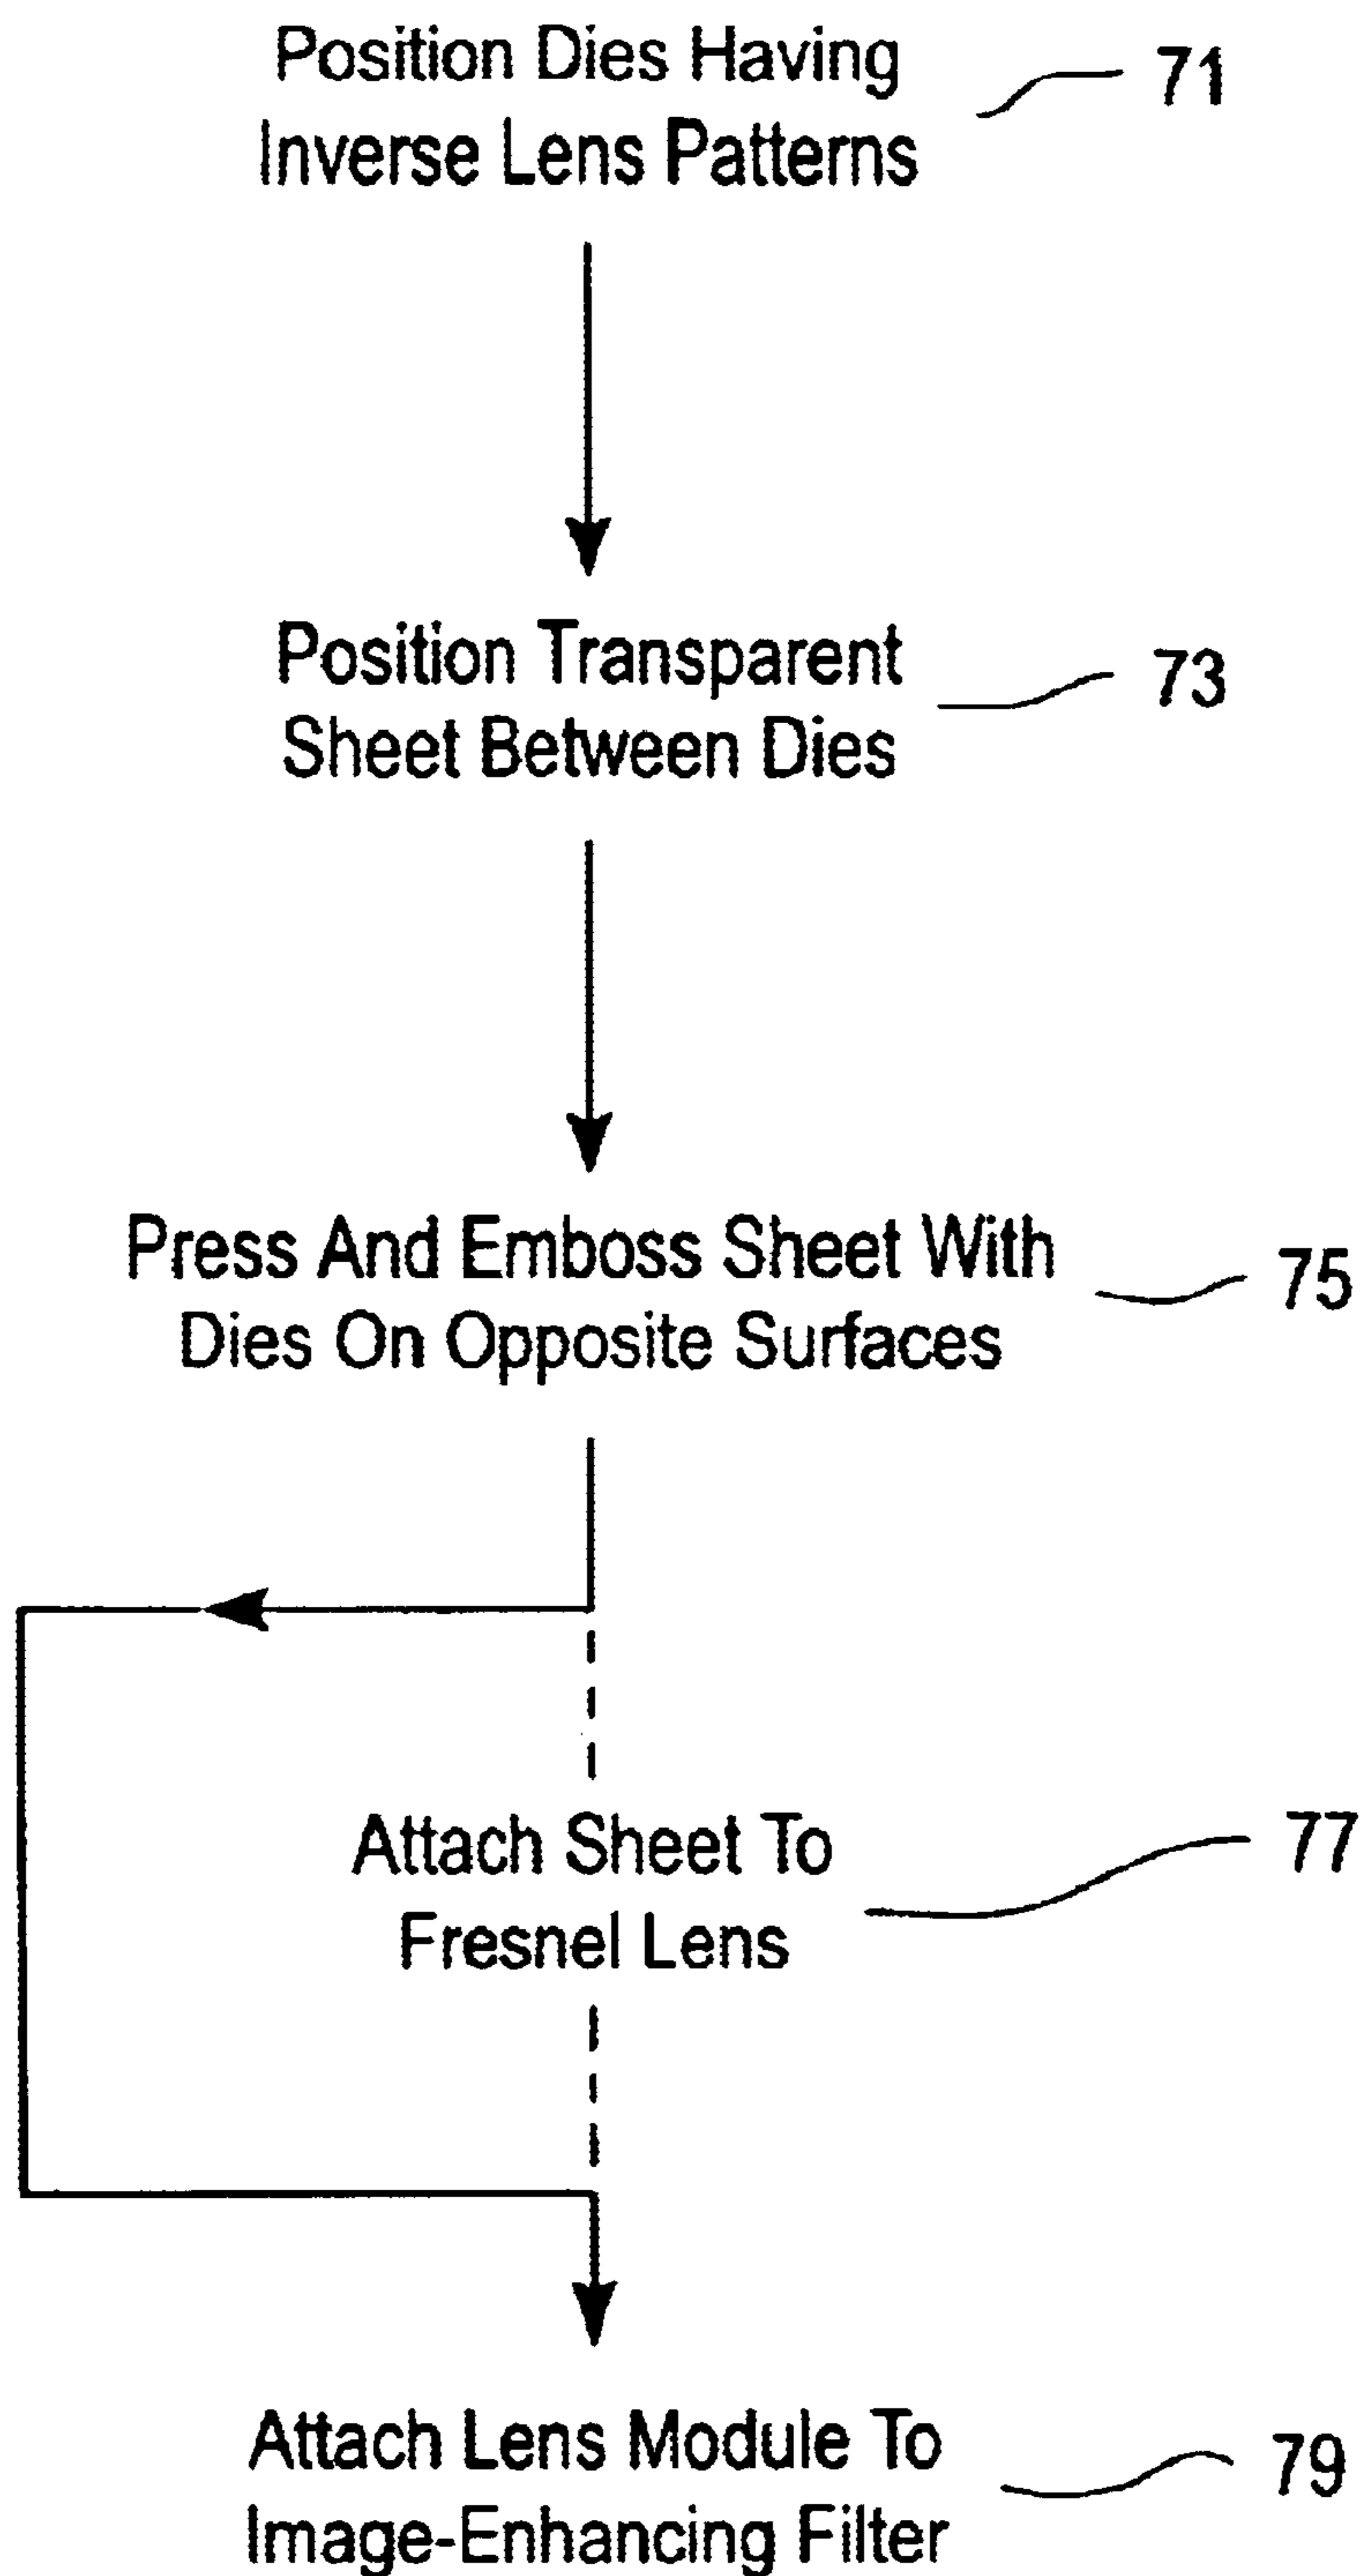 Position Dies Having
Inverse Lens Patterns
71
Position Transparent
Sheet Between Dies
73
Press And Emboss Sheet With
Dies On Opposite Surfaces
75
Attach Sheet To
Fresnel Lens
77
Attach Lens Module To
Image-Enhancing Filter
79